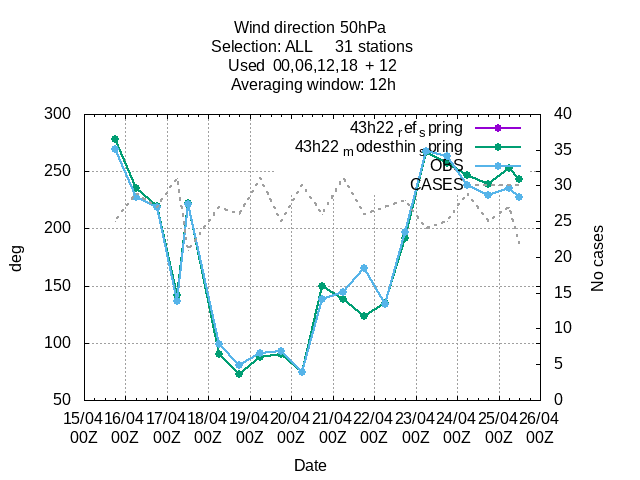 Wind direction 50hPa
Selection: ALL 31 stations
Used 00,06,12,18 + 12
Averaging window: 12h
43h22 ref spring
43h22 modesthin spring
OBS
CASES
300
250
200
150
100
50
deg
40
35
30
25
20
15
10
5
0
No cases
15/04 16/04 17/04 18/04 19/04 20/04 21/04 22/04 23/04 24/04 25/04 26/04
00Z 00Z 00Z 00Z 00Z 00Z 00Z 00Z 00Z 00Z 00Z 00Z
Date